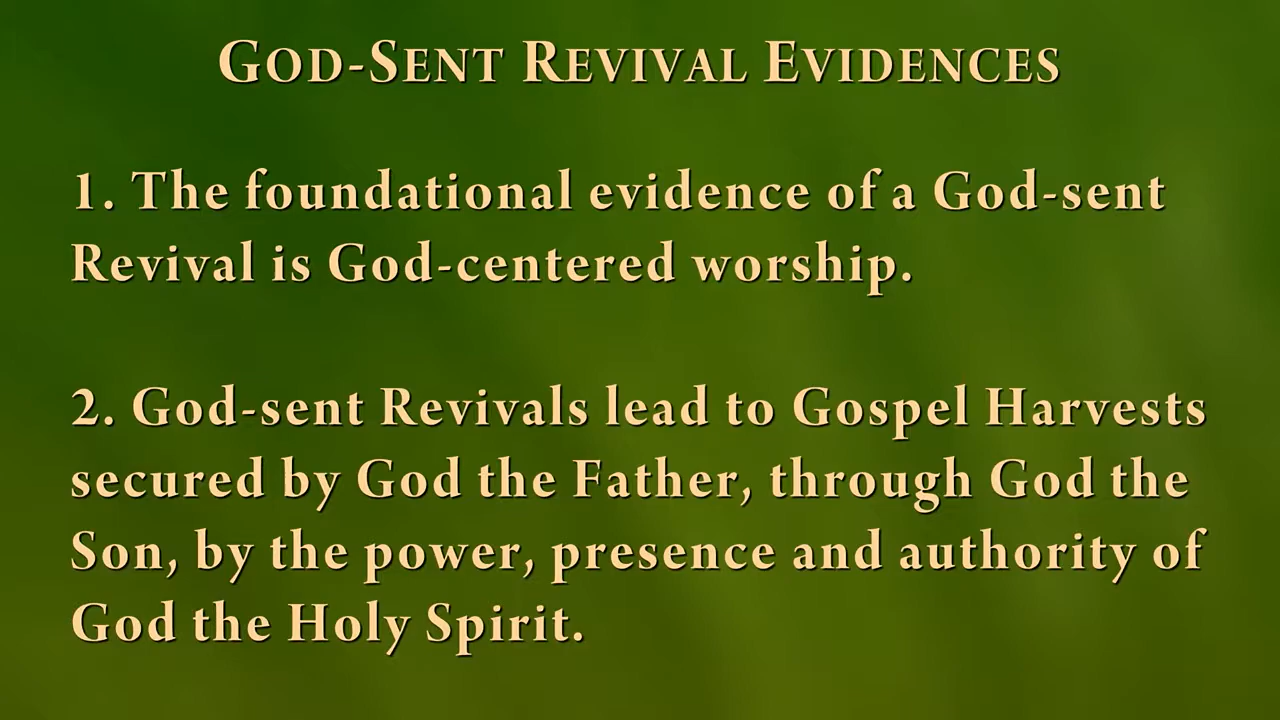 God-Sent Revival Evidences
1. The foundational evidence of a God-sent
Revival is God-centered worship.
2. God-sent Revivals lead to Gospel Harvests
secured by God the Father, through God the
Son, by the power, presence and authority of
God the Holy Spirit.